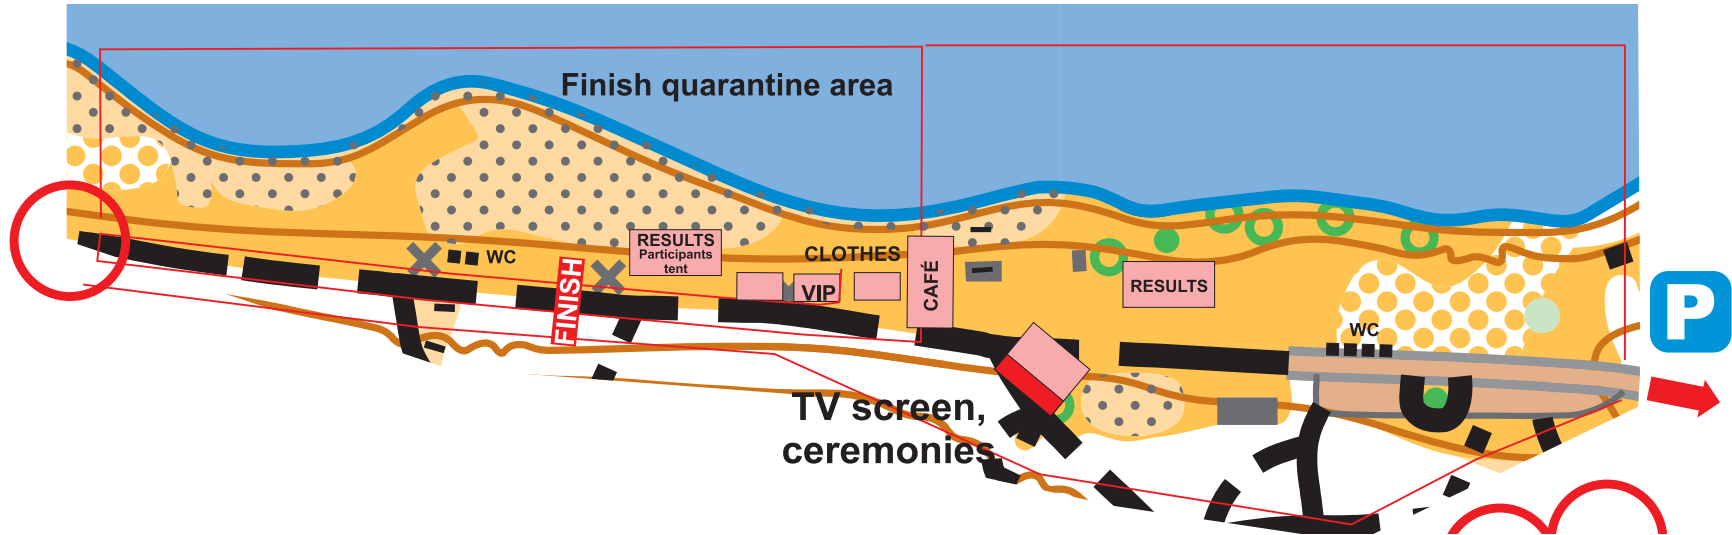 Finish quarantine area
RESULTS
Participants
tent
WC
CLOTHES
FINISH
VIP
CAFÉ
RESULTS
P
WC
TV screen,
ceremonies